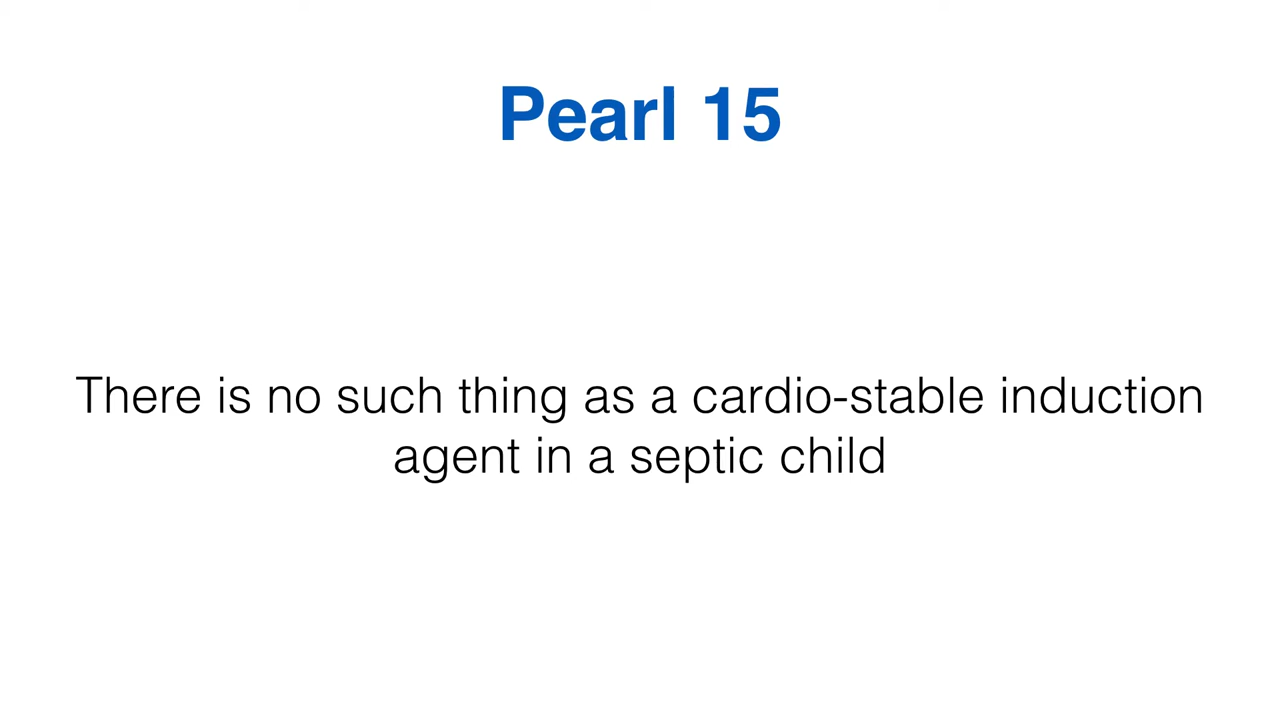 Pearl 15
There is no such thing as a cardio-stable induction
agent in a septic child